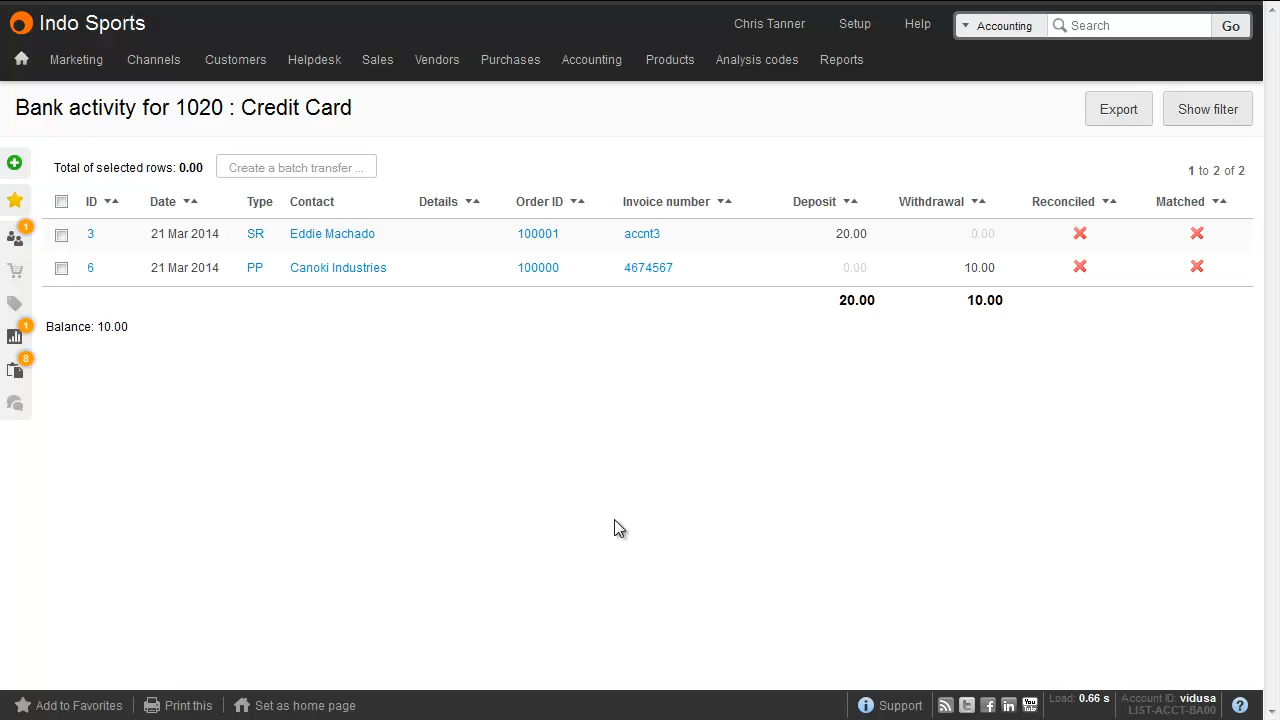 Indo Sports
Chris Tanner Setup Help Accounting Search Go
Marketing Channels Customers Helpdesk Sales Vendors Purchases Accounting Products Analysis codes Reports
Bank activity for 1020 : Credit Card
Export Show filter
Total of selected rows: 0.00 Create a batch transfer ...
1 to 2 of 2
ID Date Type Contact Details Order ID Invoice number Deposit Withdrawal Reconciled Matched
3 21 Mar 2014 SR Eddie Machado 100001 accnt3 20.00 0.00
6 21 Mar 2014 PP Canoki Industries 100000 4674567 0.00 10.00
20.00 10.00
Balance: 10.00
1
1
8
Add to Favorites Print this Set as home page Support You Tube Load: 0.66 s Account ID: vidusa
LIST-ACCT-BA00